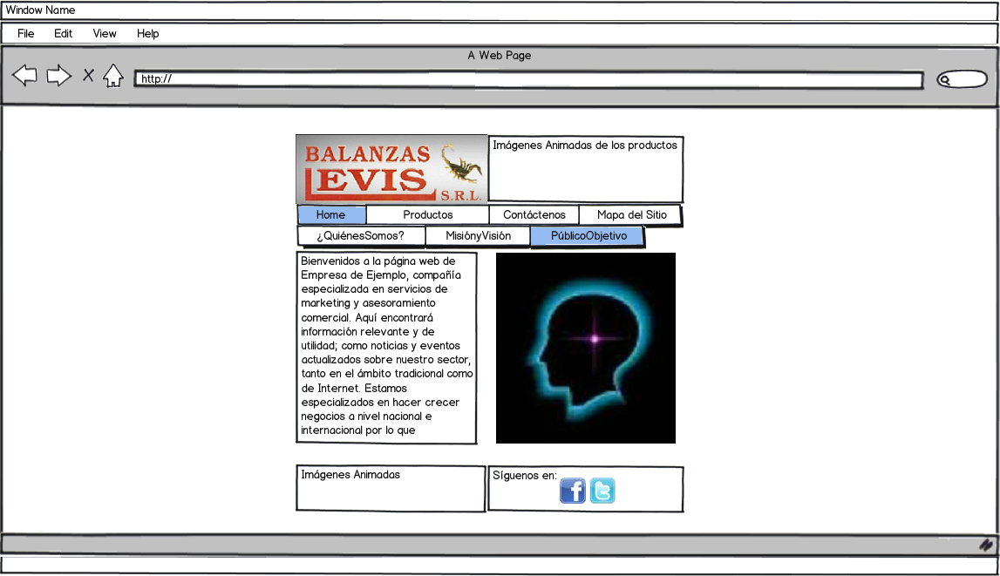 Window Name
File Edit View Help
A Web Page
http://
BALANZAS
LEVIS
S.R.L.
Imágenes Animadas de los productos
Home Productos Contáctenos Mapa del Sitio
¿QuiénesSomos? MisiónyVisión PúblicoObjetivo
Bienvenidos a la página web de
Empresa de Ejemplo, compañía
especializada en servicios de
marketing y asesoramiento
comercial. Aquí encontrará
información relevante y de
utilidad; como noticias y eventos
actualizados sobre nuestro sector,
tanto en el ámbito tradicional como
de Internet. Estamos
especializados en hacer crecer
negocios a nivel nacional e
internacional por lo que
Imágenes Animadas
Síguenos en: